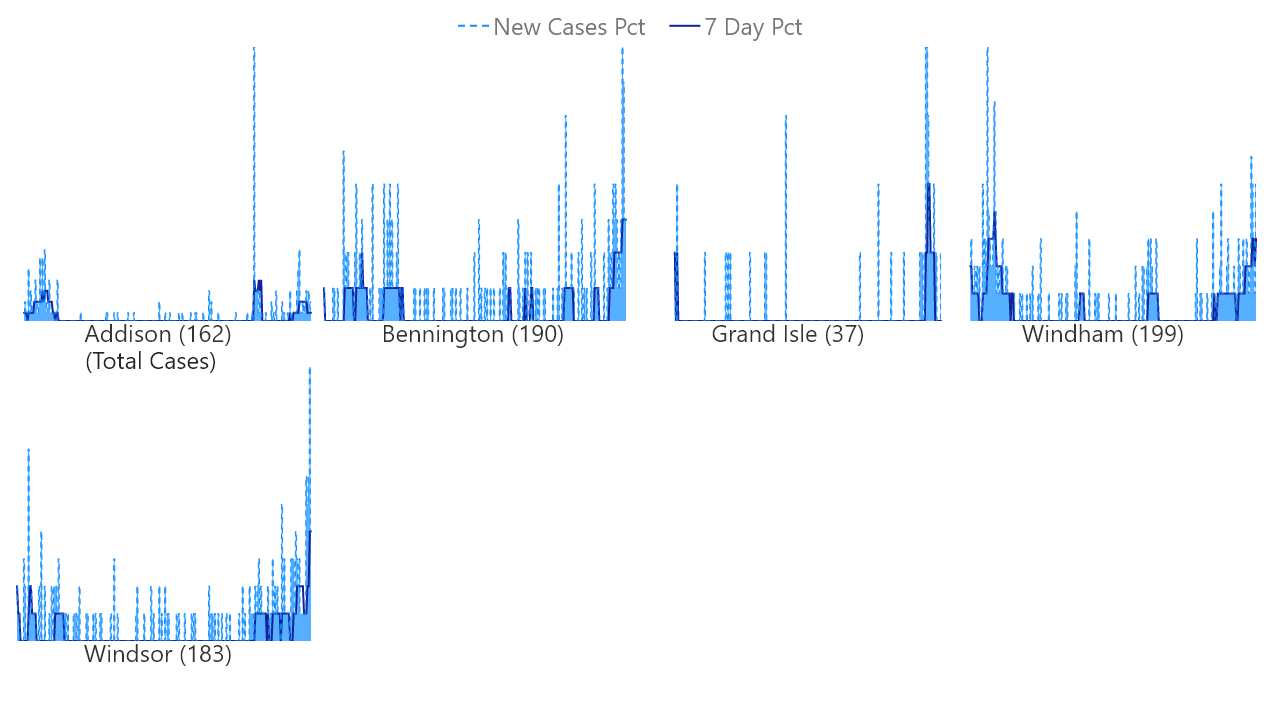 New Cases Pct 7 Day Pct
Addison (162)
(Total Cases)
Bennington (190)
Grand Isle (37)
Windham (199)
Windsor (183)